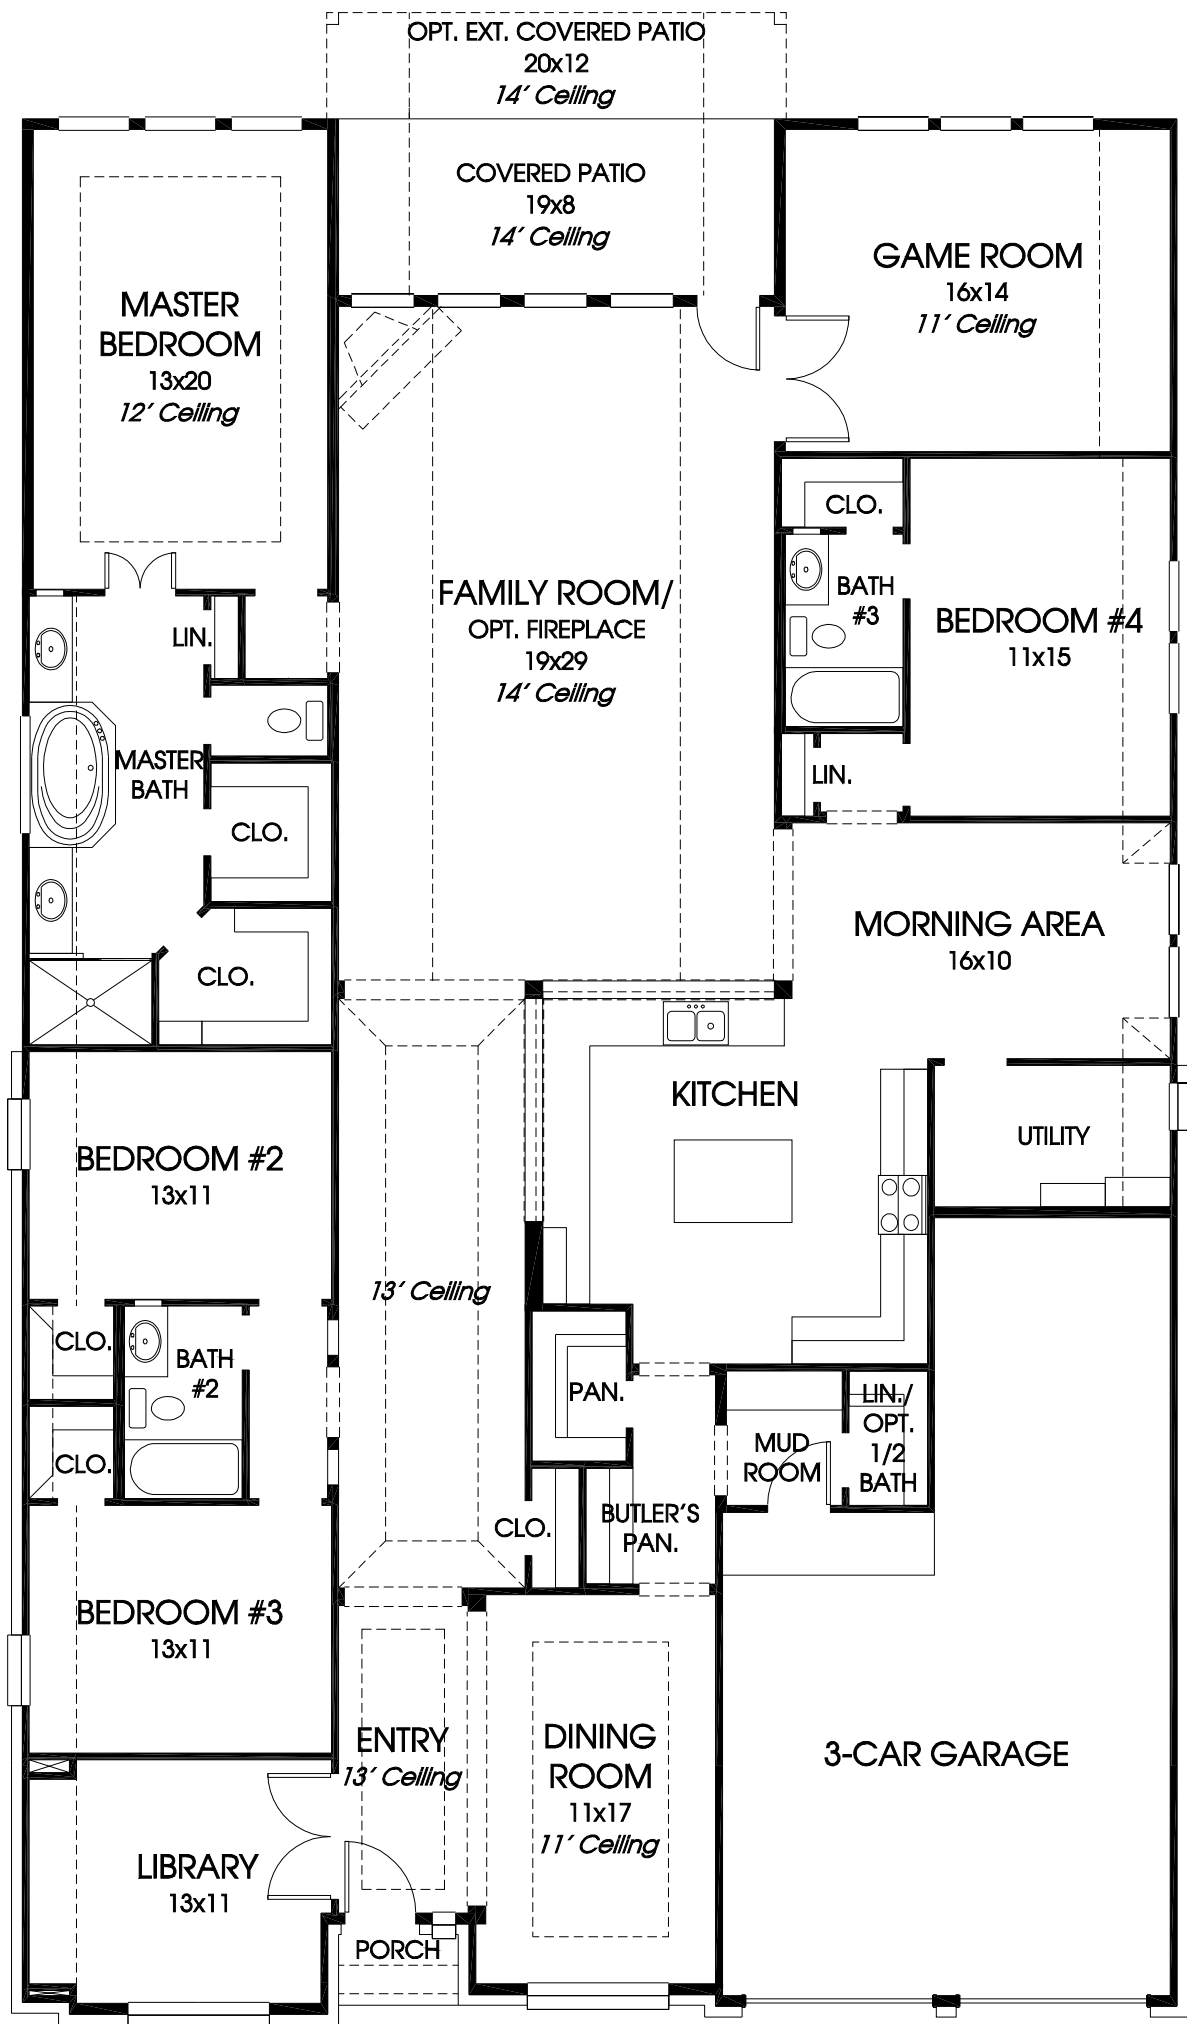 OPT. EXT. COVERED PATIO
20x12
14' Ceiling
COVERED PATIO
19x8
14' Ceiling
GAME ROOM
16x14
11' Ceiling
MASTER
BEDROOM
13x20
12' Ceiling
CLO.
BATH
#3
BEDROOM #4
11x15
FAMILY ROOM/
OPT. FIREPLACE
19x29
14' Ceiling
LIN.
MASTER
BATH
LIN.
CLO.
CLO.
MORNING AREA
16x10
KITCHEN
UTILITY
BEDROOM #2
13x11
13' Ceiling
CLO.
BATH
#2
CLO.
PAN.
LIN./
OPT.
1/2
BATH
MUD
ROOM
CLO.
BUTLER'S
PAN.
BEDROOM #3
13x11
ENTRY
13' Ceiling
DINING
ROOM
11x17
11' Ceiling
3-CAR GARAGE
LIBRARY
13x11
PORCH